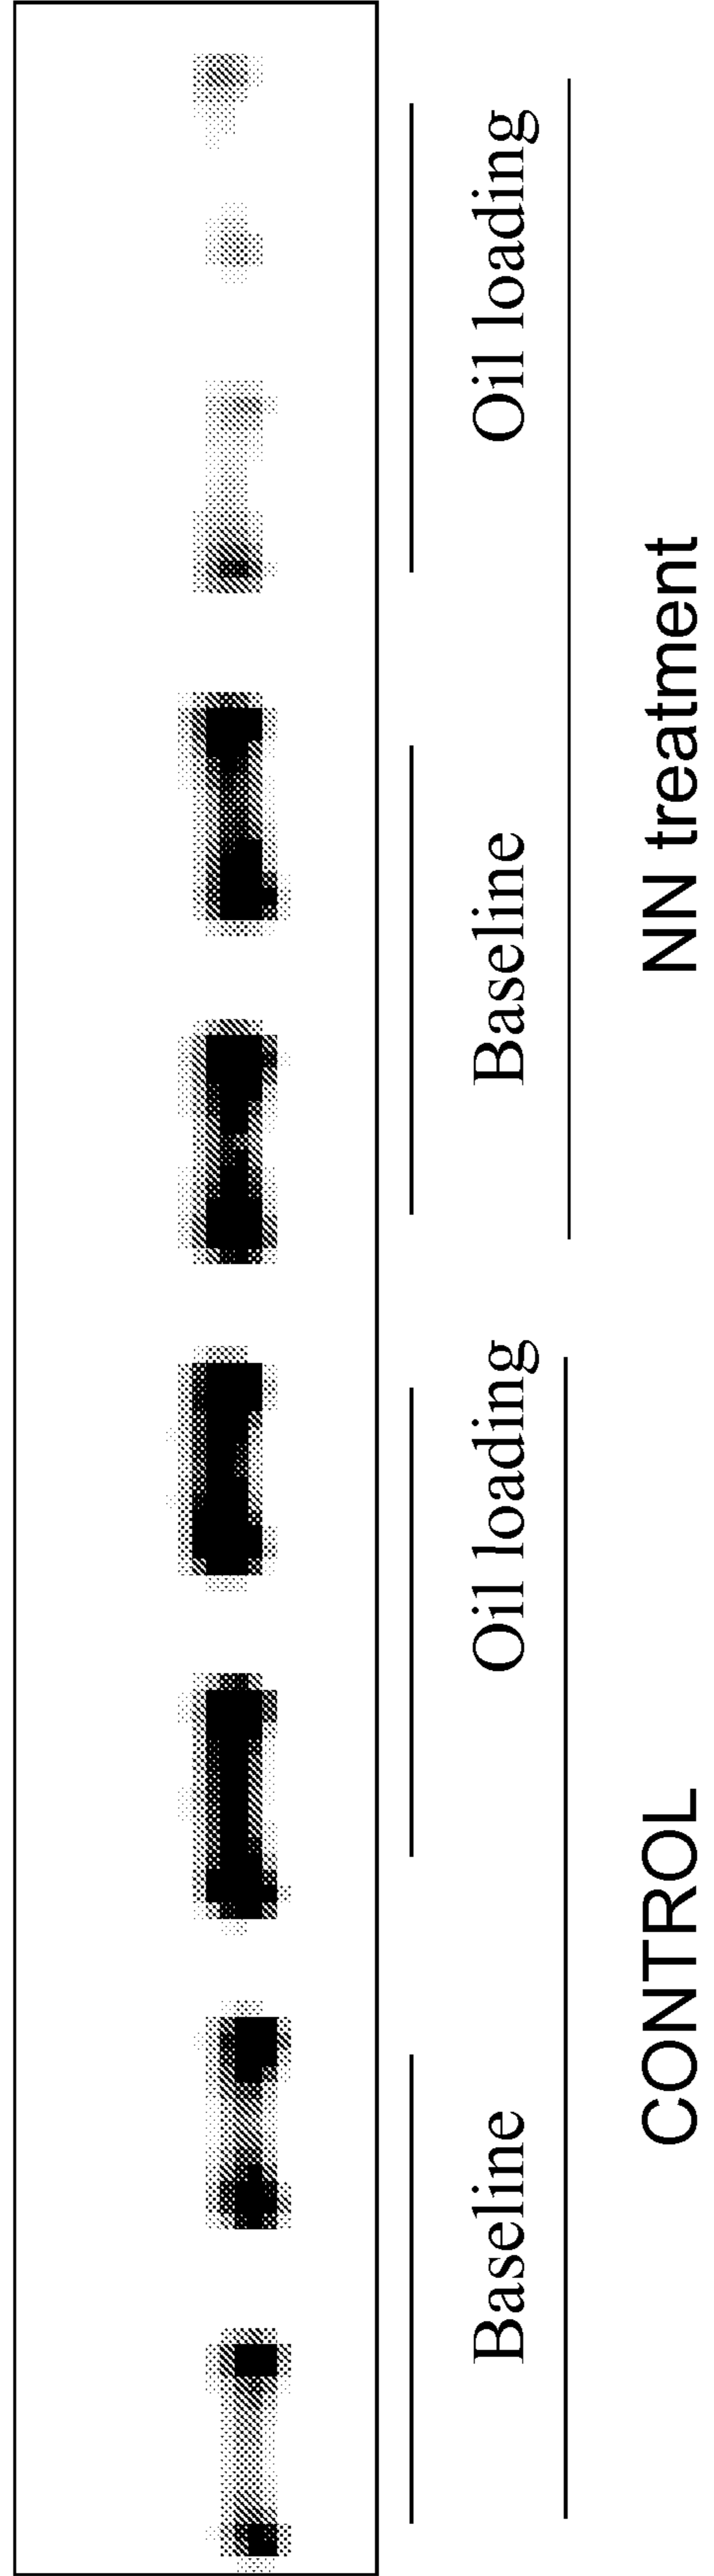 Baseline
Oil loading
Baseline
Oil loading
CONTROL
NN treatment